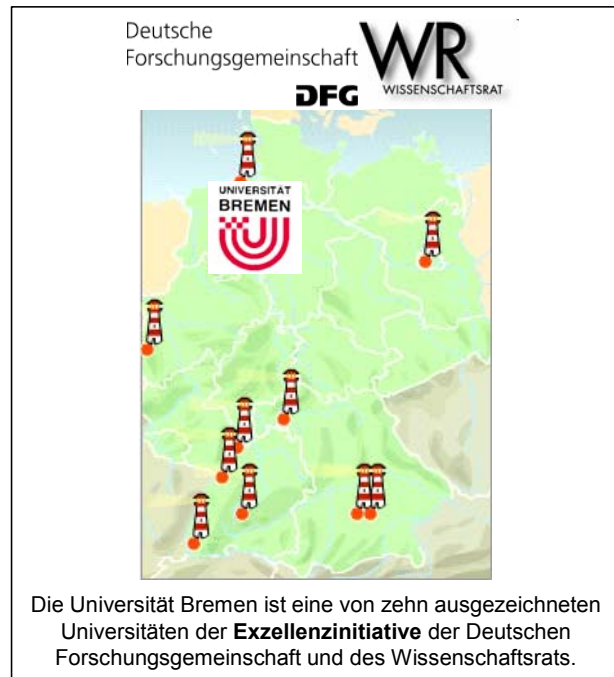 Deutsche
Forschungsgemeinschaft
DFG
WR
WISSENSCHAFTSRAT
UNIVERSITÄT
BREMEN
Die Universität Bremen ist eine von zehn ausgezeichneten
Universitäten der Exzellenzinitiative der Deutschen
Forschungsgemeinschaft und des Wissenschaftsrats.